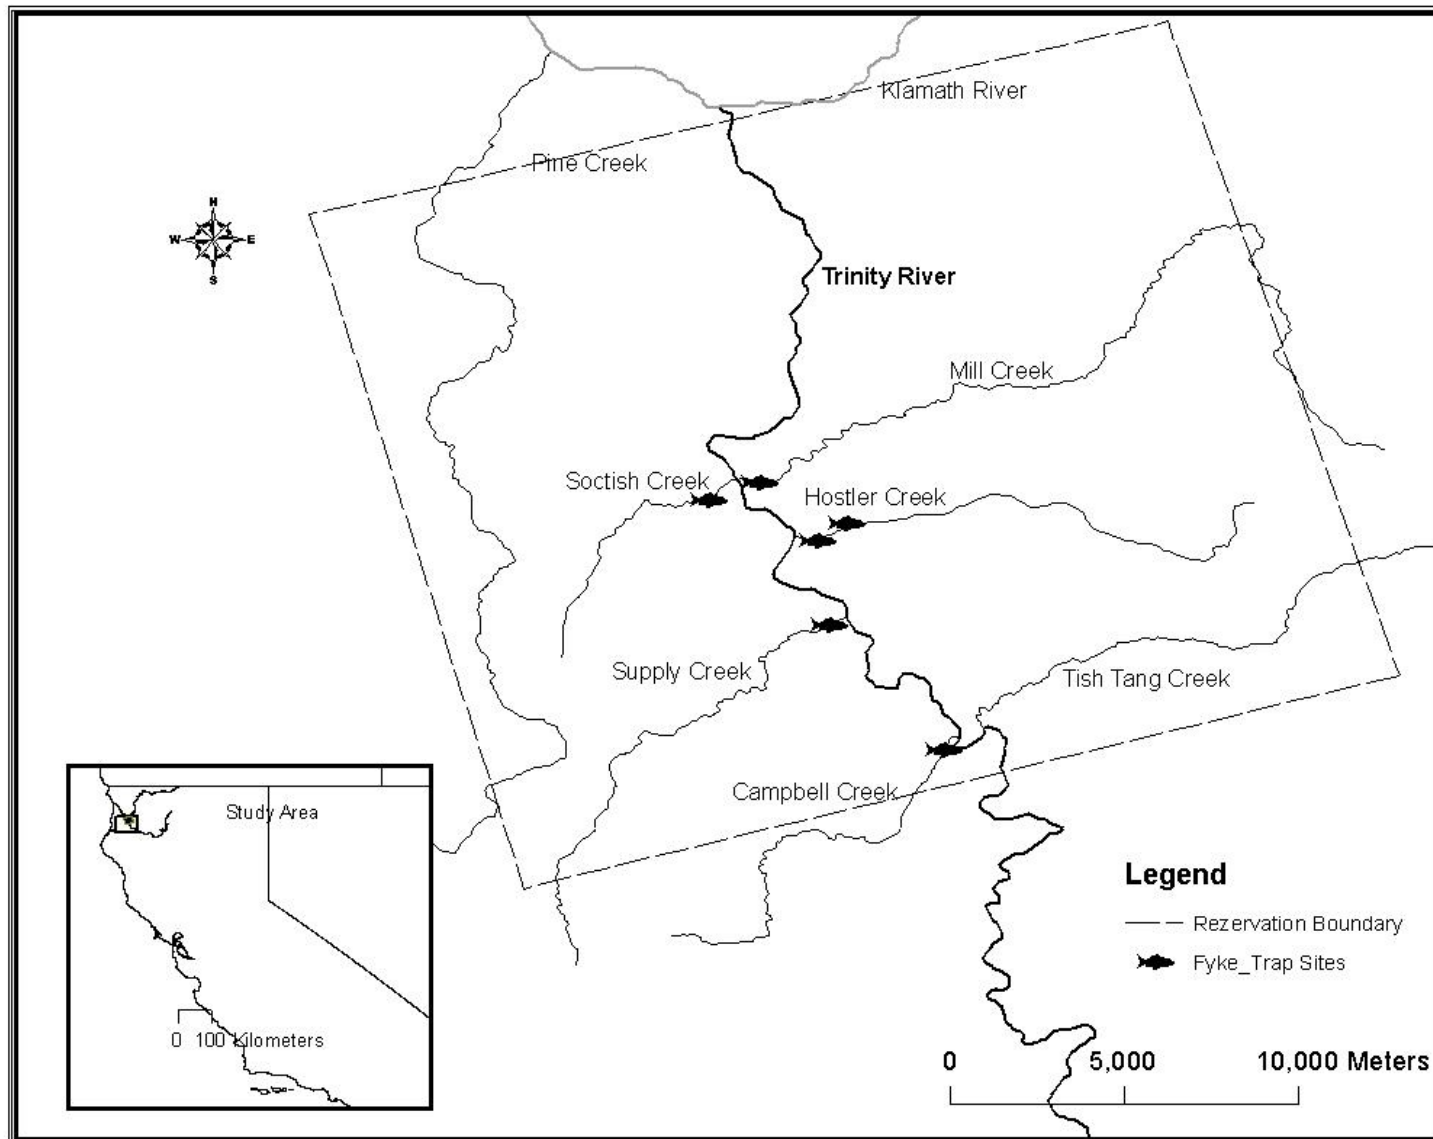 Klamath River
Pine Creek
N
W E
S
Trinity River
Mill Creek
Soctish Creek
Hostler Creek
Supply Creek
Tish Tang Creek
Campbell Creek
Study Area
0 100 Kilometers
Legend
Rezervation Boundary
Fyke_Trap Sites
0 5,000 10,000 Meters